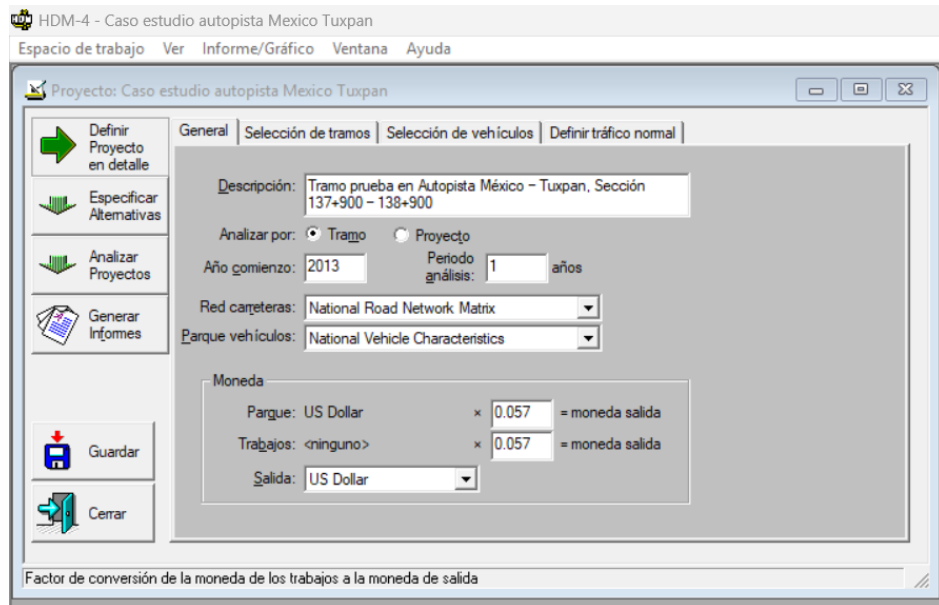 HDM-4 - Caso estudio autopista Mexico Tuxpan
Espacio de trabajo Ver Informe/Gráfico Ventana Ayuda
Proyecto: Caso estudio autopista Mexico Tuxpan
Definir
Proyecto
en detalle
Especificar
Alternativas
Analizar
Proyectos
Generar
Informes
Guardar
Cerrar
General Selección de tramos Selección de vehículos Definir tráfico normal
Descripción: Tramo prueba en Autopista México – Tuxpan, Sección
137+900 – 138+900
Analizar por: Tramo Proyecto
Año comienzo: 2013 Periodo análisis: 1 años
Red carreteras: National Road Network Matrix
Parque vehículos: National Vehicle Characteristics
Moneda
Parque: US Dollar × 0.057 = moneda salida
Trabajos: <ninguno> × 0.057 = moneda salida
Salida: US Dollar
Factor de conversión de la moneda de los trabajos a la moneda de salida